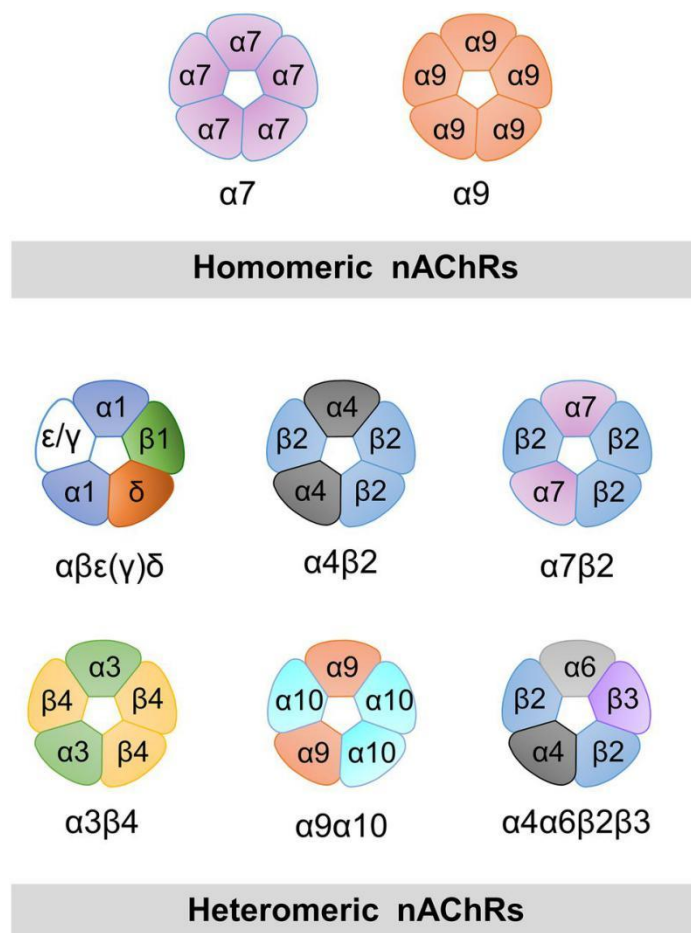 α7
α7 α7
α7 α7
α9
α9 α9
α9 α9
α7 α9
Homomeric nAChRs
α1
ε/γ β1
α1 δ
α4
β2 β2
α4 β2
α7
β2 β2
α7 β2
αβε(γ)δ α4β2 α7β2
α3
β4 β4
α3 β4
α9
α10 α10
α9 α10
α6
β2 β3
α4 β2
α3β4 α9α10 α4α6β2β3
Heteromeric nAChRs